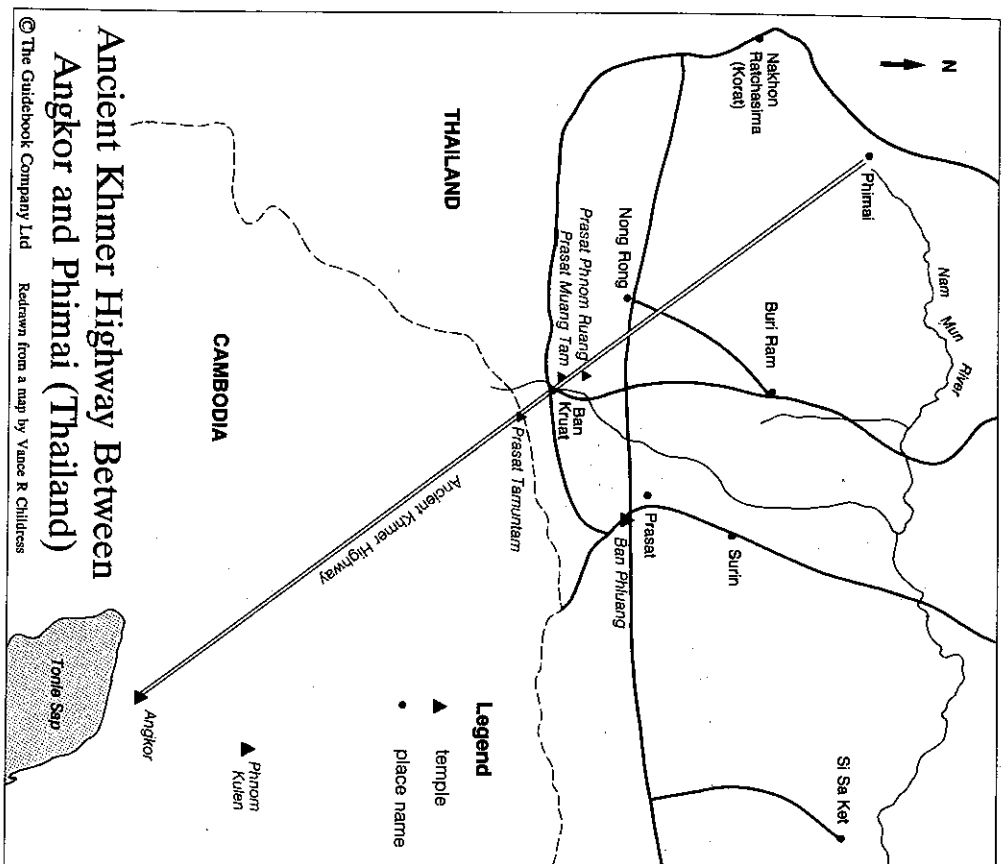 N
Nakhon
Ratchasima
(Korat)
Phimai
Nam Mun River
Buri Ram
Nong Rong
Prasat Phnom Ruang
Prasat Muang Tam
Ban
Kruat
Prasat Tamuntam
Prasat
Surin
Ban Phluang
Si Sa Ket
THAILAND
CAMBODIA
Ancient Khmer Highway
Angkor
Phnom
Kulen
Tonle Sap
Legend
temple
place name
Ancient Khmer Highway Between
Angkor and Phimai (Thailand)
© The Guidebook Company Ltd Redrawn from a map by Vance R Childress